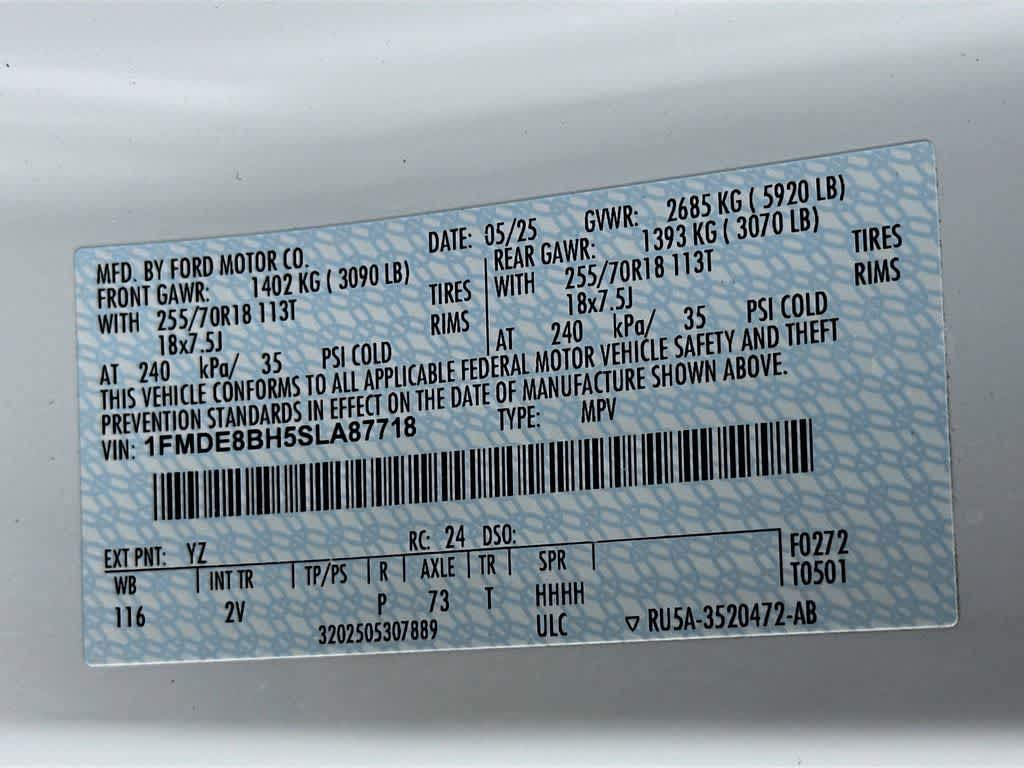 MFD. BY FORD MOTOR CO. DATE: 05/25 GVWR: 2685 KG ( 5920 LB)
FRONT GAWR: 1402 KG ( 3090 LB) REAR GAWR: 1393 KG ( 3070 LB)
WITH 255/70R18 113T TIRES WITH 255/70R18 113T TIRES
18x7.5J RIMS 18x7.5J RIMS
AT 240 kPa/ 35 PSI COLD AT 240 kPa/ 35 PSI COLD
THIS VEHICLE CONFORMS TO ALL APPLICABLE FEDERAL MOTOR VEHICLE SAFETY AND THEFT
PREVENTION STANDARDS IN EFFECT ON THE DATE OF MANUFACTURE SHOWN ABOVE.
VIN: 1FMDE8BH5SLA87718 TYPE: MPV
EXT PNT: YZ RC: 24 DSO: F0272
WB INT TR TP/PS R AXLE TR SPR T0501
116 2V P 73 T HHHH
3202505307889 ULC ▽ RU5A-3520472-AB